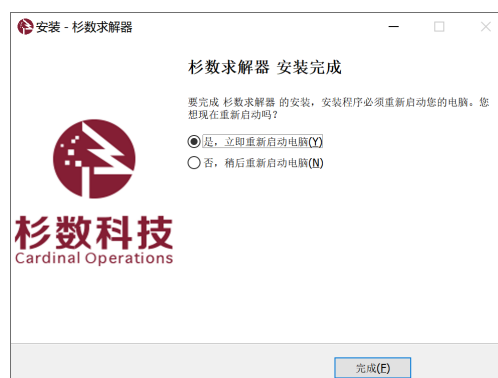 安装 - 杉数求解器
杉数求解器 安装完成
要完成 杉数求解器 的安装，安装程序必须重新启动您的电脑。您
想现在重新启动吗?
是，立即重新启动电脑(Y)
否，稍后重新启动电脑(N)
杉数科技
Cardinal Operations
完成(F)